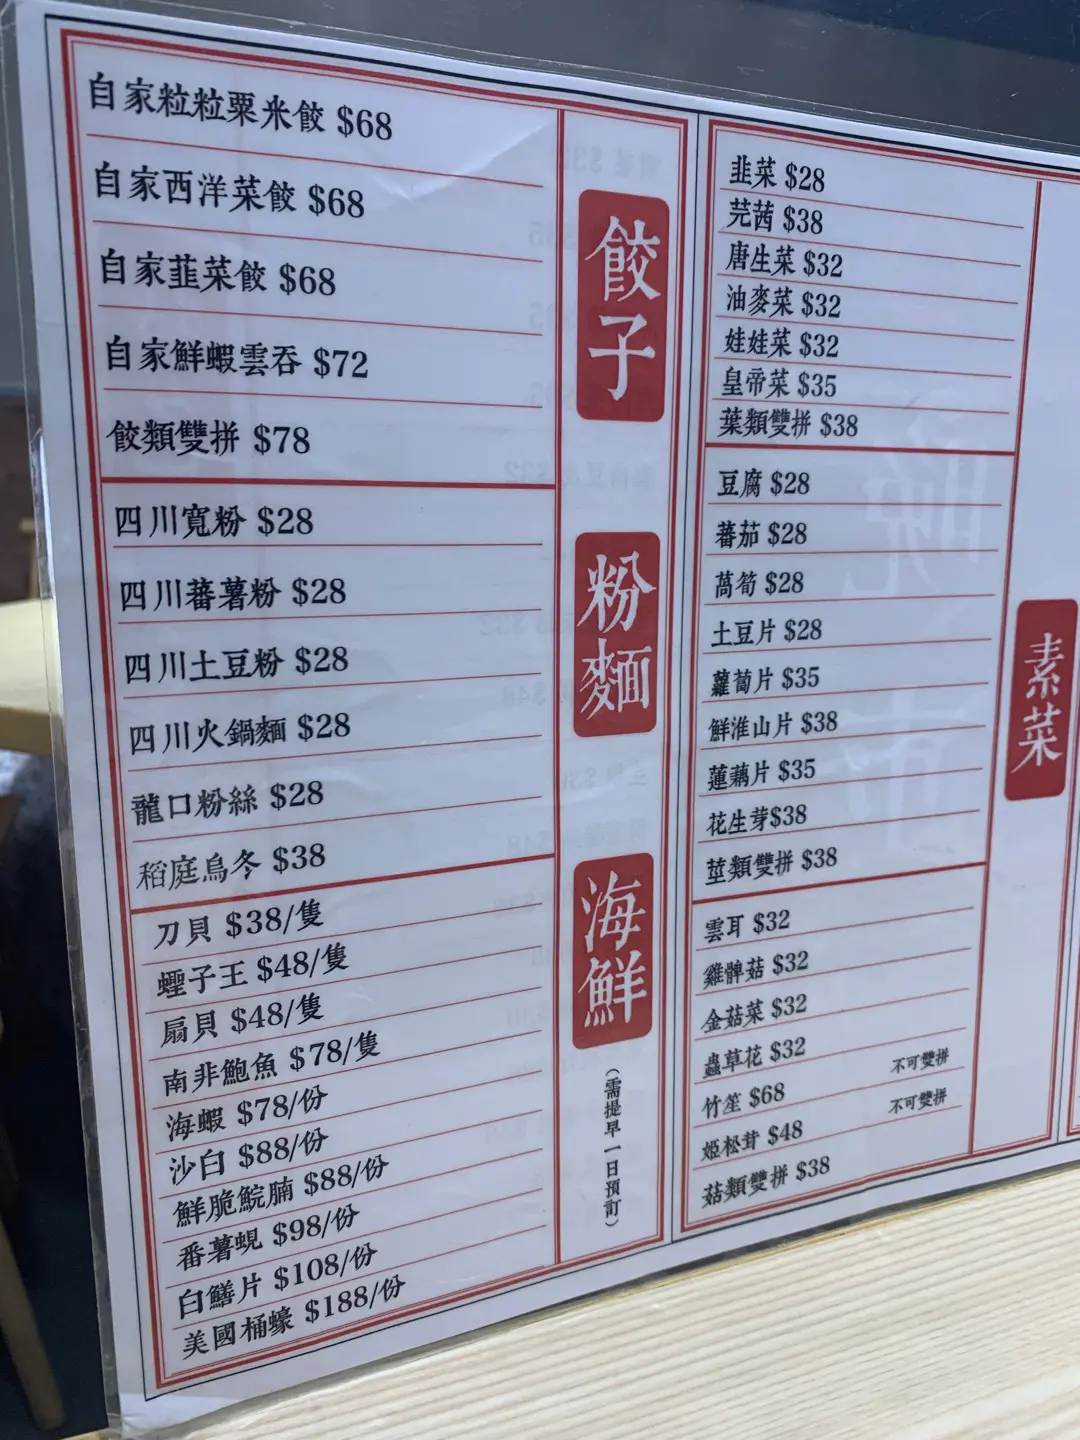 餃子
自家粒粒粟米餃 $68
自家西洋菜餃 $68
自家韮菜餃 $68
自家鮮蝦雲吞 $72
餃類雙拼 $78
粉麵
四川寬粉 $28
四川蕃薯粉 $28
四川土豆粉 $28
四川火鍋麵 $28
龍口粉絲 $28
稻庭烏冬 $38
海鮮
(需提早一日預訂)
刀貝 $38/隻
蟶子王 $48/隻
扇貝 $48/隻
南非鮑魚 $78/隻
海蝦 $78/份
沙白 $88/份
鮮脆鯇腩 $88/份
番薯蜆 $98/份
白鱔片 $108/份
美國桶蠔 $188/份
素菜
韭菜 $28
芫茜 $38
唐生菜 $32
油麥菜 $32
娃娃菜 $32
皇帝菜 $35
葉類雙拼 $38
豆腐 $28
蕃茄 $28
萵筍 $28
土豆片 $28
蘿蔔片 $35
鮮淮山片 $38
蓮藕片 $35
花生芽$38
莖類雙拼 $38
雲耳 $32
雞髀菇 $32
金菇菜 $32
蟲草花 $32
竹笙 $68 不可雙拼
姬松茸 $48 不可雙拼
菇類雙拼 $38